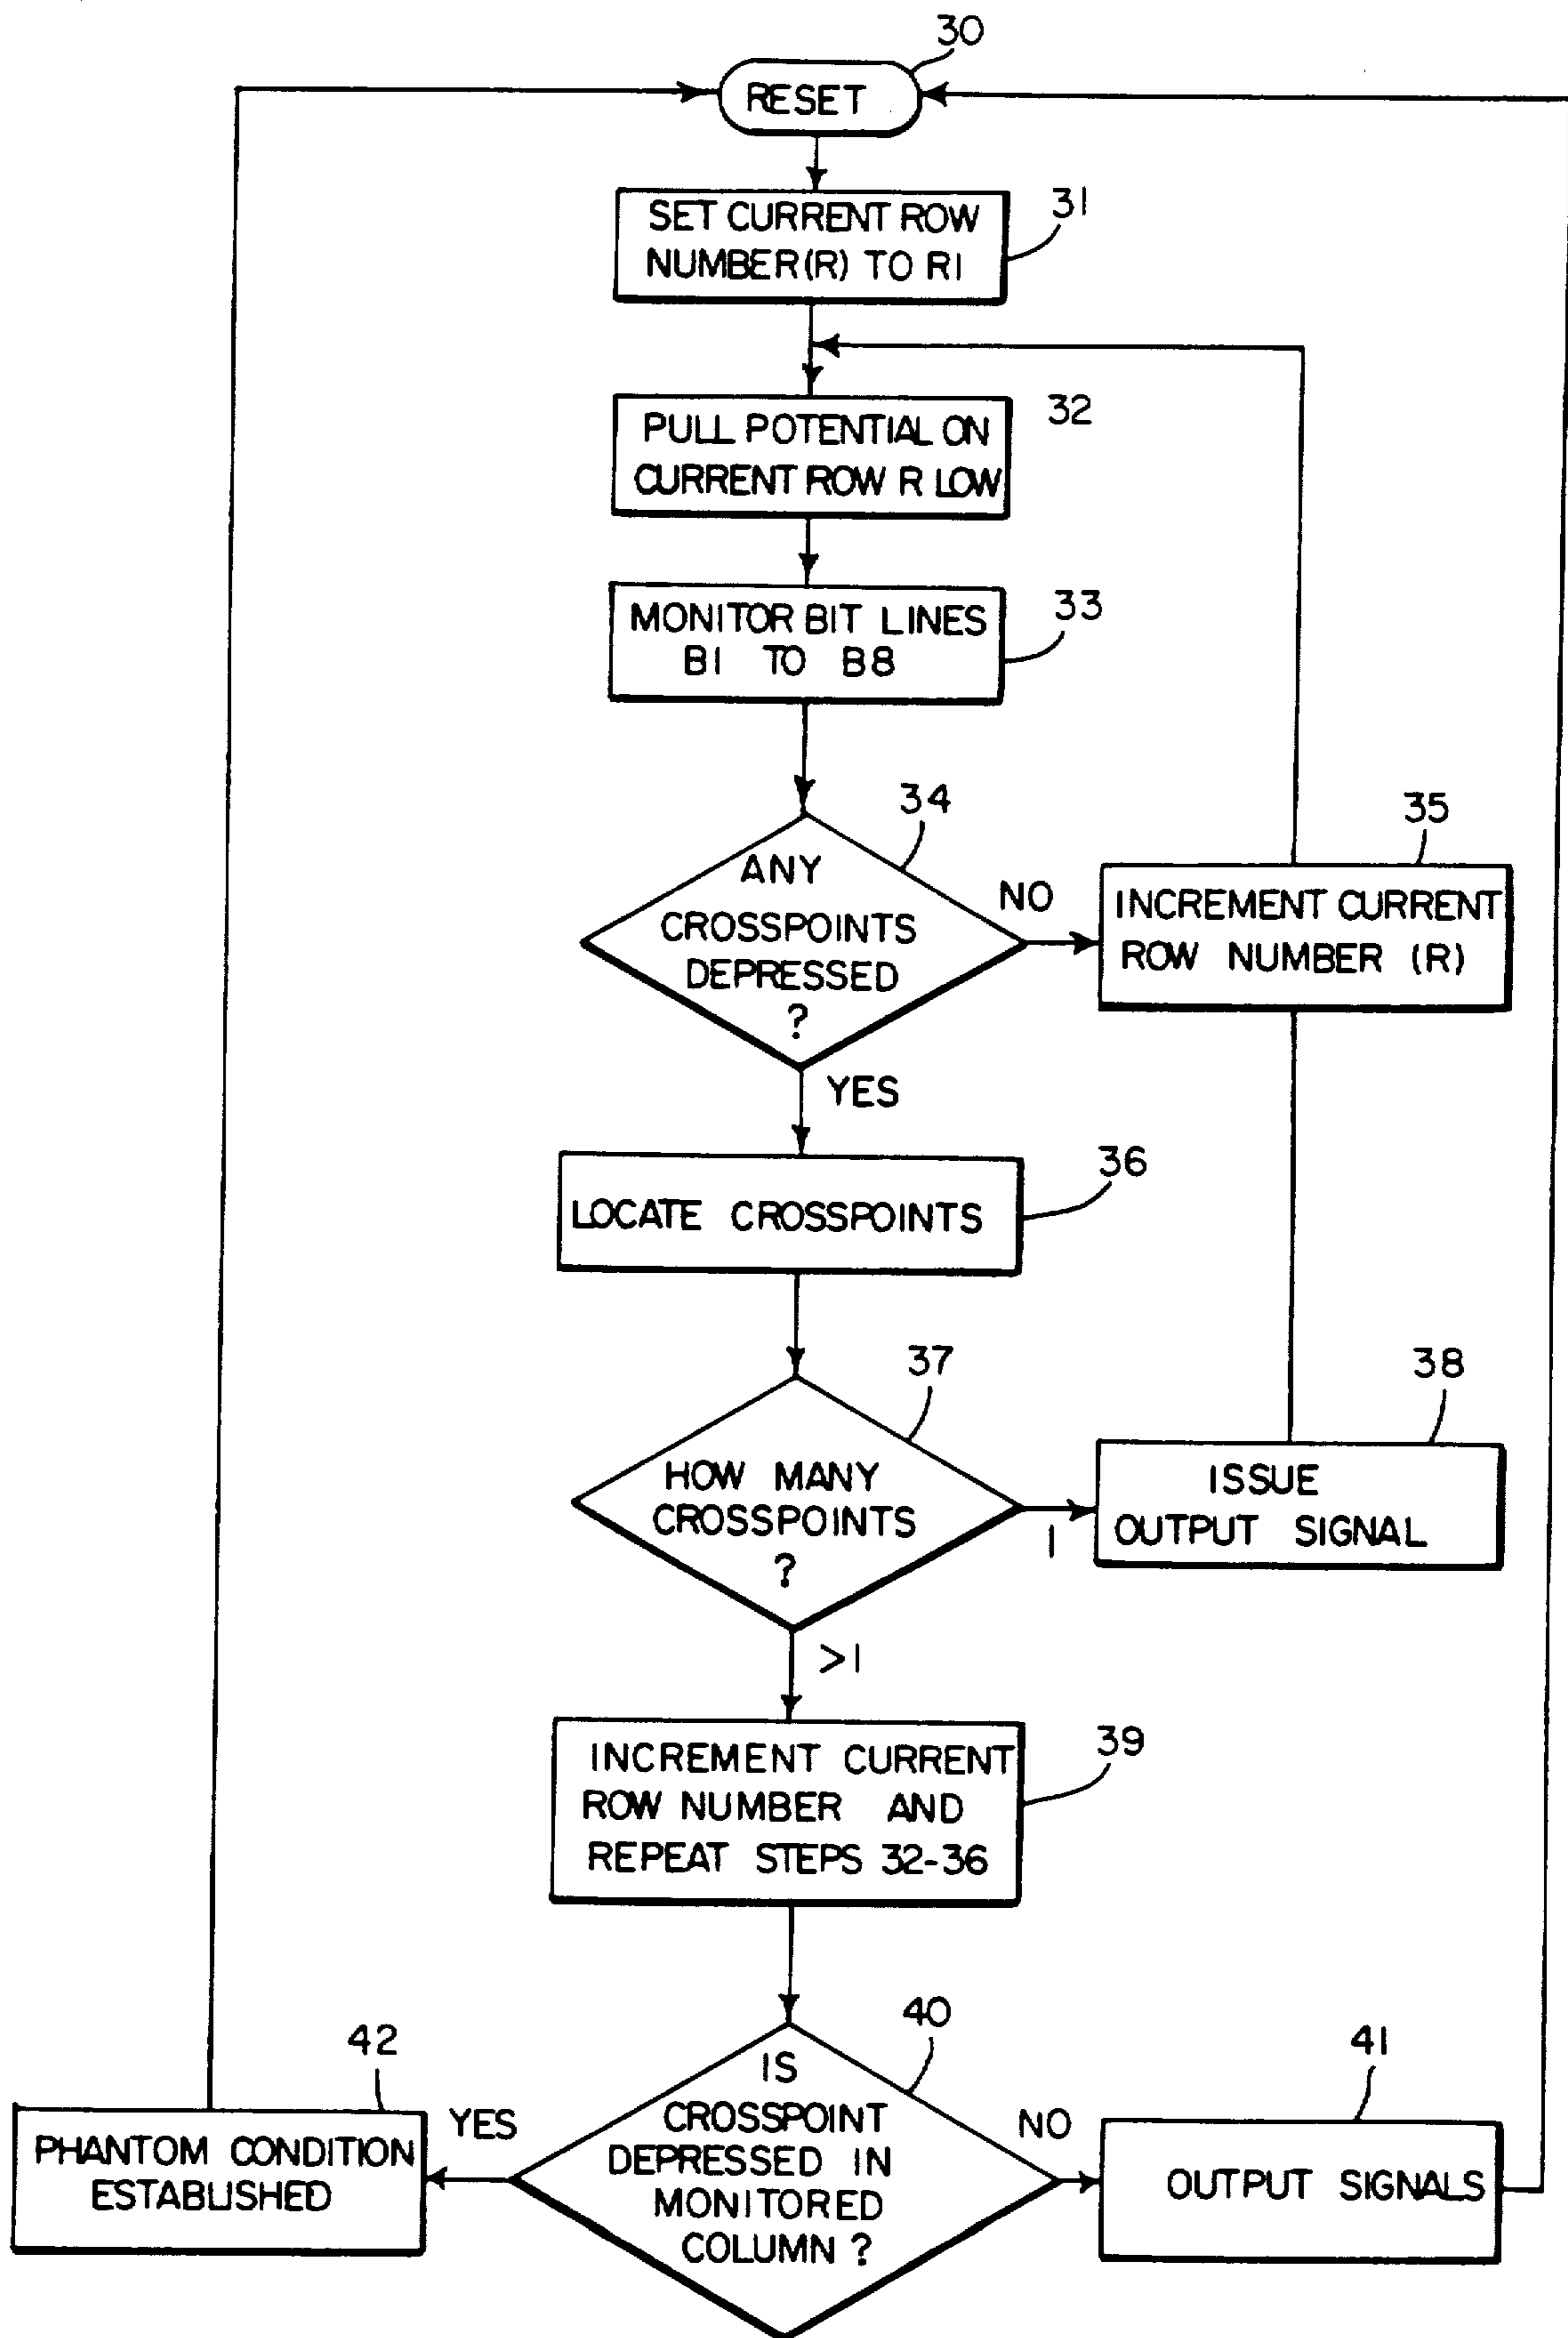 30
RESET
31
SET CURRENT ROW
NUMBER(R) TO R1
32
PULL POTENTIAL ON
CURRENT ROW R LOW
33
MONITOR BIT LINES
B1 TO B8
34
ANY
CROSSPOINTS
DEPRESSED
?
NO
35
INCREMENT CURRENT
ROW NUMBER (R)
YES
36
LOCATE CROSSPOINTS
37
HOW MANY
CROSSPOINTS
?
1
38
ISSUE
OUTPUT SIGNAL
>1
39
INCREMENT CURRENT
ROW NUMBER AND
REPEAT STEPS 32-36
40
IS
CROSSPOINT
DEPRESSED IN
MONITORED
COLUMN ?
YES
42
PHANTOM CONDITION
ESTABLISHED
NO
41
OUTPUT SIGNALS